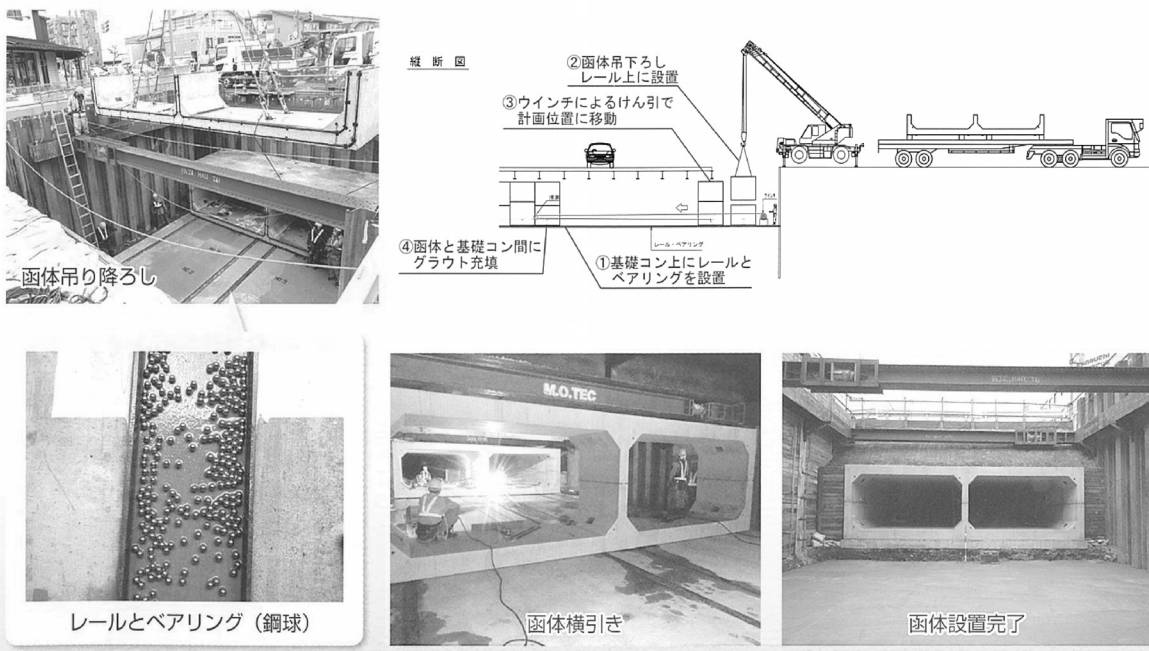 函体吊り降ろし
縦断図
②函体吊下ろし
レール上に設置
③ウインチによるけん引で
計画位置に移動
レール・ベアリング
④函体と基礎コン間に
グラウト充填
①基礎コン上にレールと
ベアリングを設置
レールとベアリング（鋼球）
M.O.TEC
函体横引き
函体設置完了